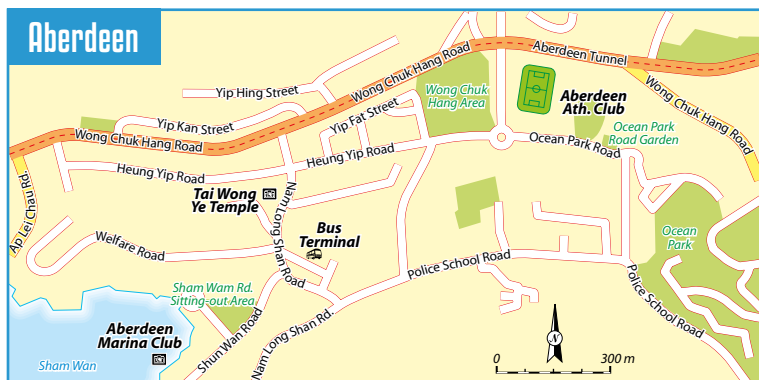 Aberdeen
Wong Chuk Hang Road
Aberdeen Tunnel
Yip Hing Street
Wong Chuk
Hang Area
Aberdeen
Ath. Club
Wong Chuk Hang Road
Yip Kan Street
Yip Fat Street
Wong Chuk Hang Road
Ocean Park
Road Garden
Ocean Park Road
Heung Yip Road
Heung Yip Road
Ap Lei Chau Rd.
Tai Wong
Ye Temple
Nam Long Shan Road
Bus
Terminal
Welfare Road
Ocean
Park
Police School Road
Police School Road
Sham Wam Rd.
Sitting-out Area
Aberdeen
Marina Club
Shun Wan Road
Nam Long Shan Rd.
Sham Wan
N
0 300 m